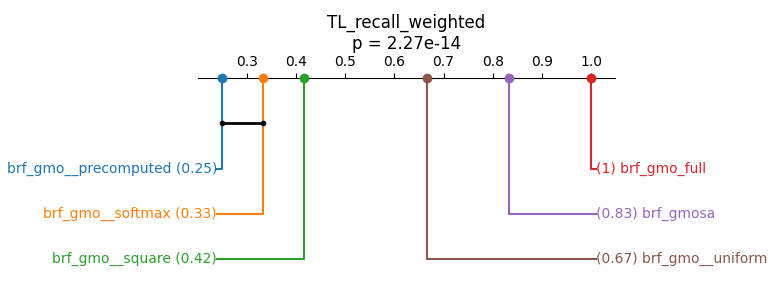 TL_recall_weighted
p = 2.27e-14
0.3 0.4 0.5 0.6 0.7 0.8 0.9 1.0
brf_gmo__precomputed (0.25) (1) brf_gmo_full
brf_gmo__softmax (0.33) (0.83) brf_gmosa
brf_gmo__square (0.42) (0.67) brf_gmo__uniform